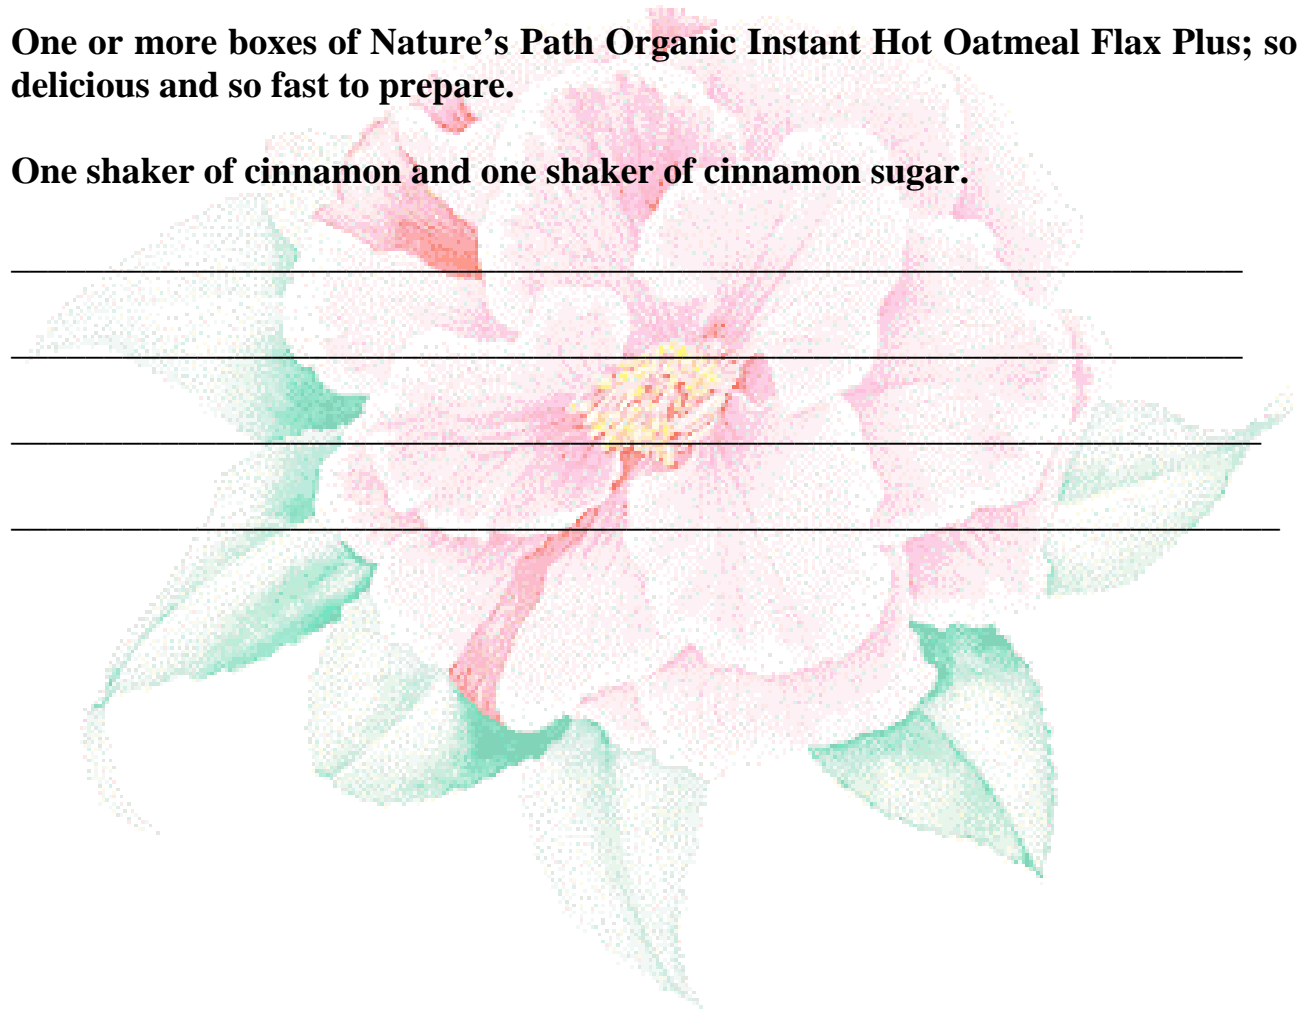 One or more boxes of Nature’s Path Organic Instant Hot Oatmeal Flax Plus; so
delicious and so fast to prepare.
One shaker of cinnamon and one shaker of cinnamon sugar.